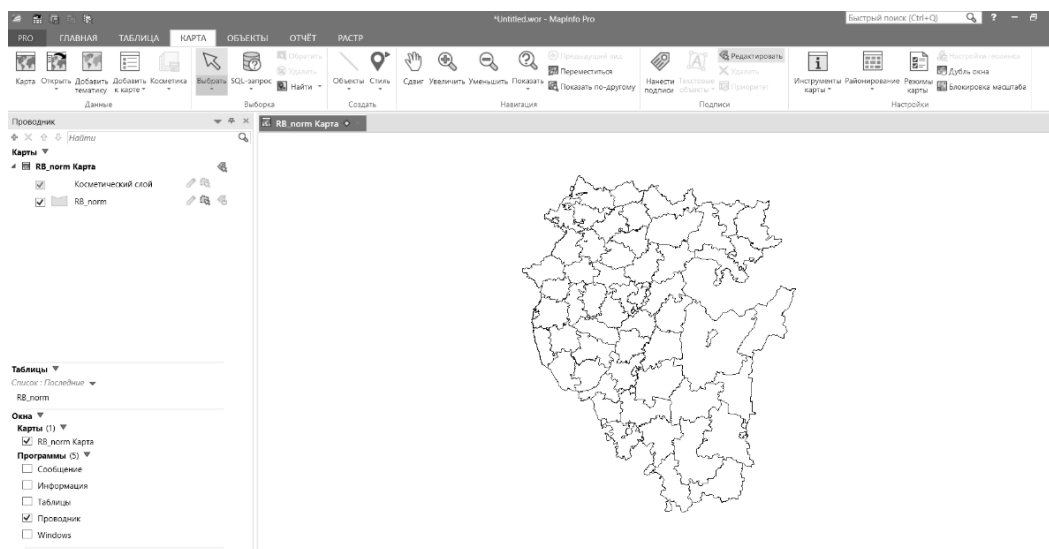 *Untitled.wor - MapInfo Pro
Быстрый поиск (Ctrl+Q)
?
PRO ГЛАВНАЯ ТАБЛИЦА КАРТА ОБЪЕКТЫ ОТЧЁТ РАСТР
Карта Открыть Добавить тематику Добавить к карте Косметика
Данные
Выбрать SQL-запрос Обратить Удалить Найти
Выборка
Объекты Стиль
Создать
Сдвиг Увеличить Уменьшить Показать Предыдущий вид Переместиться Показать по-другому
Навигация
Нанести подписи Текстовые объекты Редактировать Удалить Приоритет
Подписи
Инструменты карты Районирование Режимы карты Дубль окна Блокировка масштаба
Настройки
Проводник
RB_norm Карта
Найти
Карты
RB_norm Карта
Косметический слой
RB_norm
Таблицы
Список : Последние
RB_norm
Окна
Карты (1)
RB_norm Карта
Программы (5)
Сообщение
Информация
Таблицы
Проводник
Windows